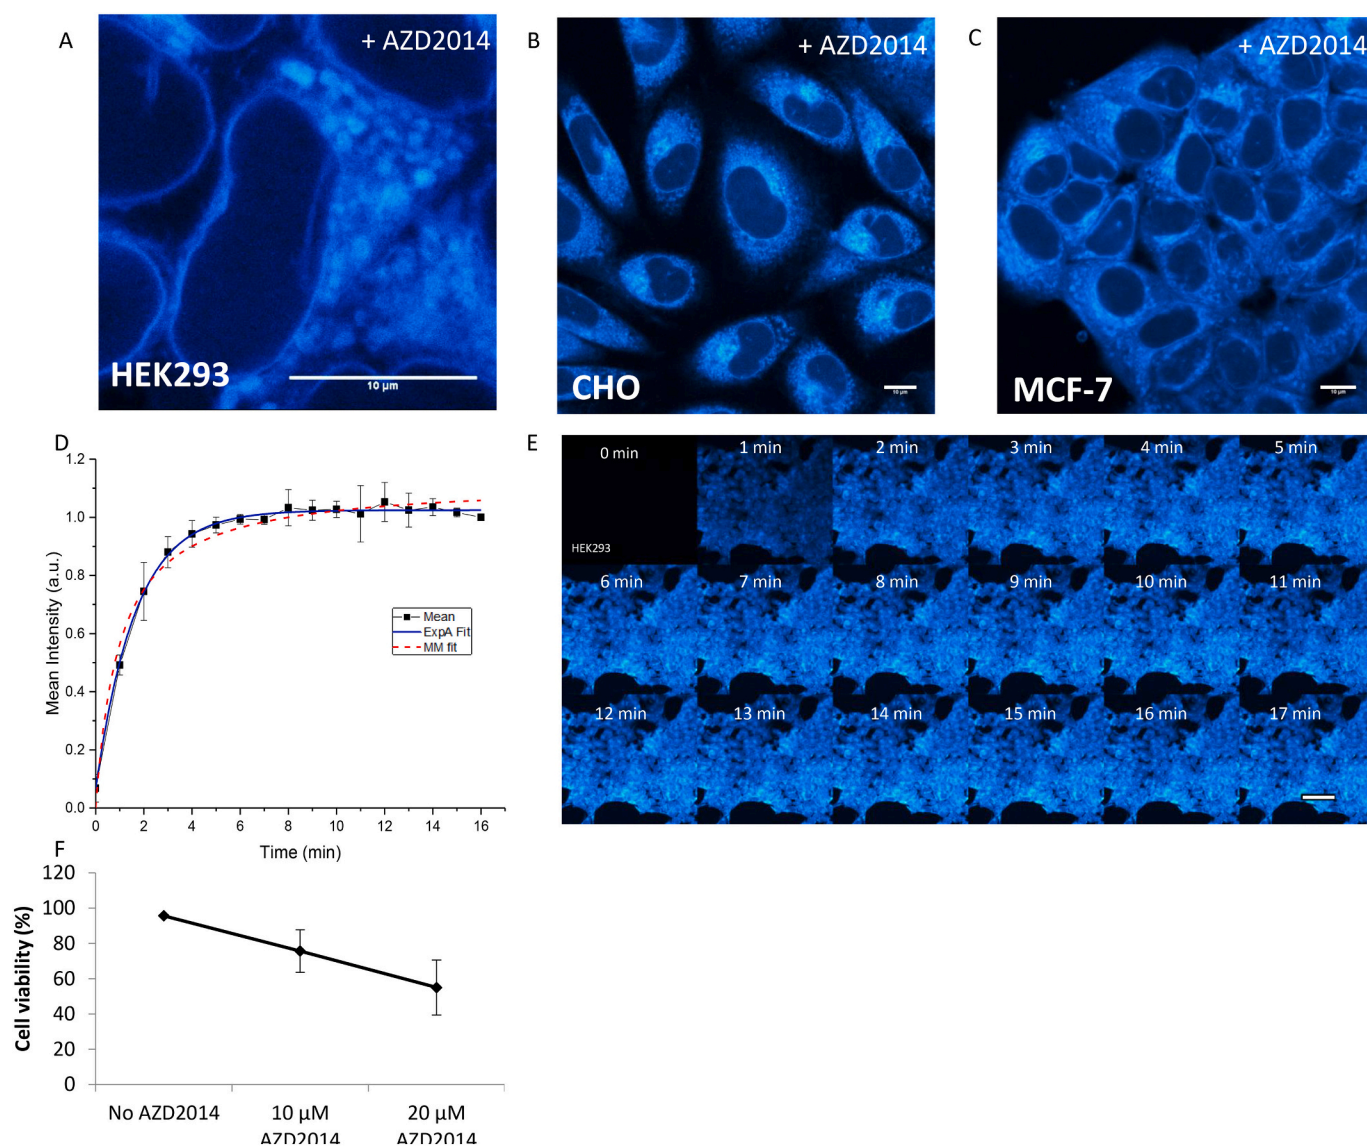 A
+ AZD2014
HEK293
10 µm
B
+ AZD2014
CHO
10 µm
C
+ AZD2014
MCF-7
10 µm
D
Mean Intensity (a.u.)
1.2
1.0
0.8
0.6
0.4
0.2
0.0
Mean
ExpA Fit
MM fit
0 2 4 6 8 10 12 14 16
Time (min)
E
0 min 1 min 2 min 3 min 4 min 5 min
HEK293
6 min 7 min 8 min 9 min 10 min 11 min
12 min 13 min 14 min 15 min 16 min 17 min
F
Cell viability (%)
120
100
80
60
40
20
0
No AZD2014 10 µM 20 µM
AZD2014 AZD2014